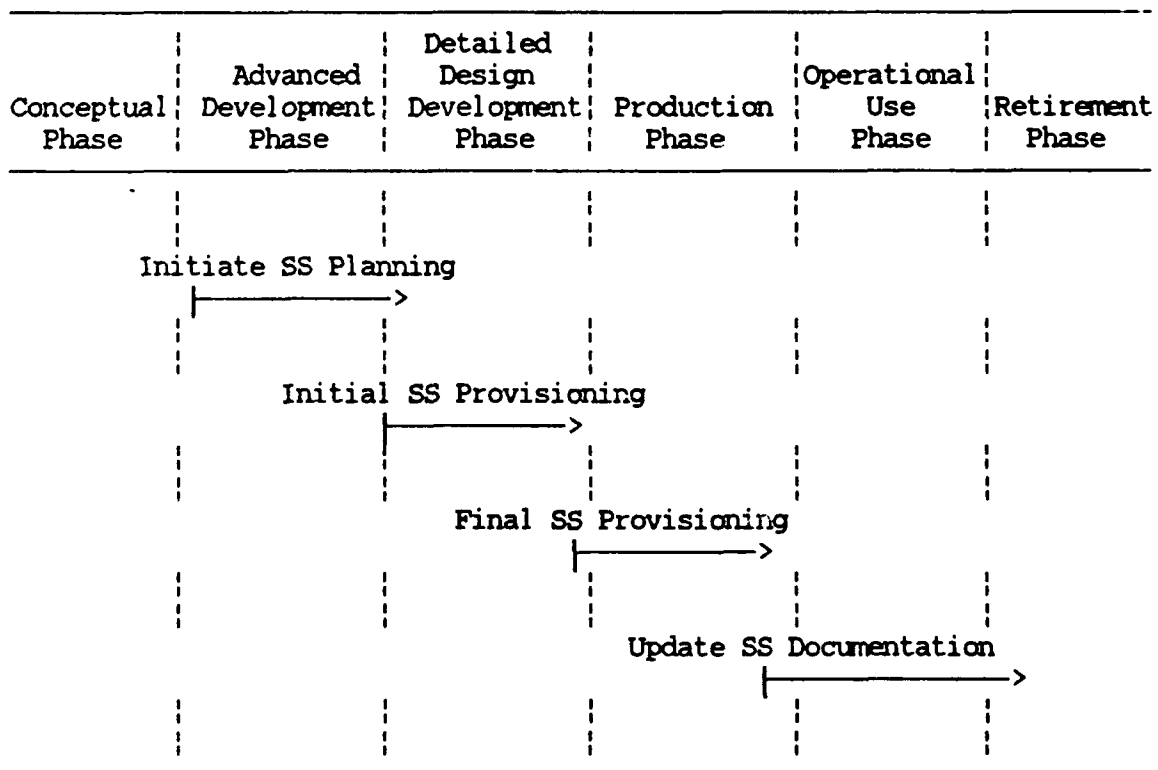 Conceptual Phase
Advanced Development Phase
Detailed Design Development Phase
Production Phase
Operational Use Phase
Retirement Phase
Initiate SS Planning
Initial SS Provisioning
Final SS Provisioning
Update SS Documentation